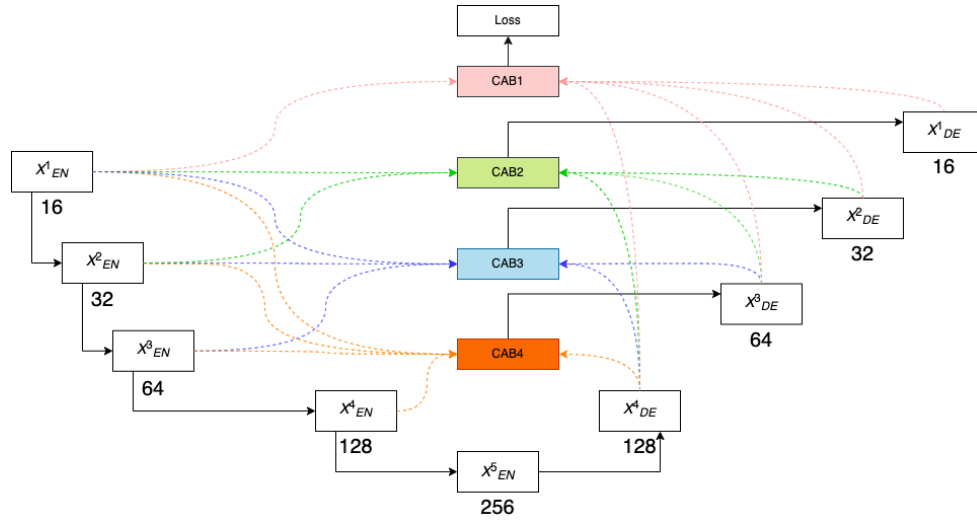 Loss
CAB1
X¹DE
16
X¹EN
16
CAB2
X²DE
32
X²EN
32
CAB3
X³DE
64
X³EN
64
CAB4
X⁴EN
128
X⁴DE
128
X⁵EN
256